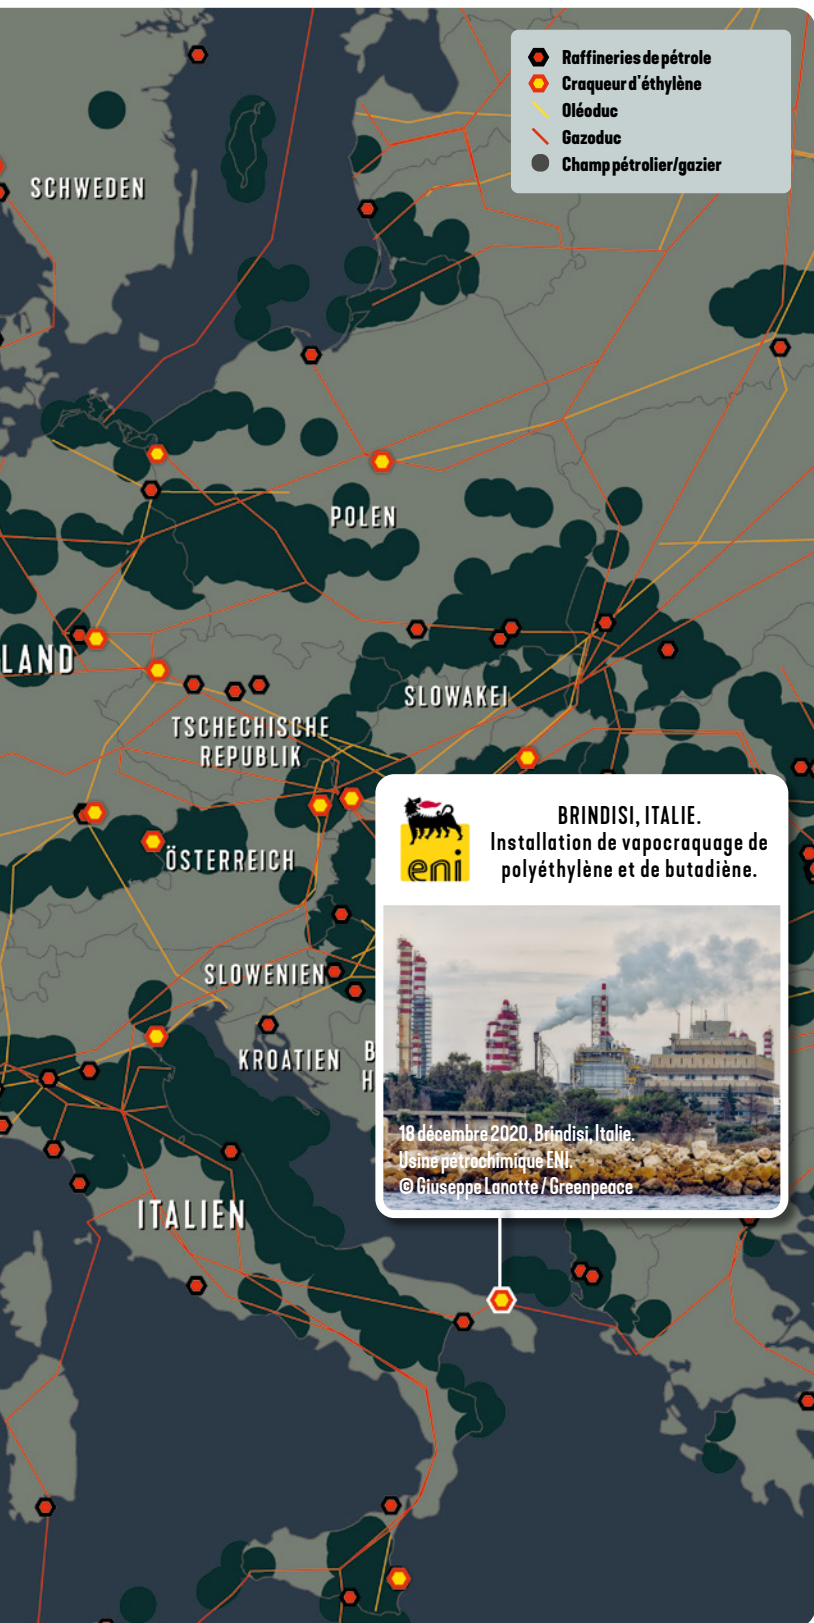 Raffineries de pétrole
Craqueur d'éthylène
Oléoduc
Gazoduc
Champ pétrolier/gazier
SCHWEDEN
POLEN
LAND
SLOWAKEI
TSCHECHISCHE
REPUBLIK
ÖSTERREICH
SLOWENIEN
KROATIEN
B
H
ITALIEN
eni
BRINDISI, ITALIE.
Installation de vapocraquage de
polyéthylène et de butadiène.
18 décembre 2020, Brindisi, Italie.
Usine pétrochimique ENI.
© Giuseppe Lanotte / Greenpeace